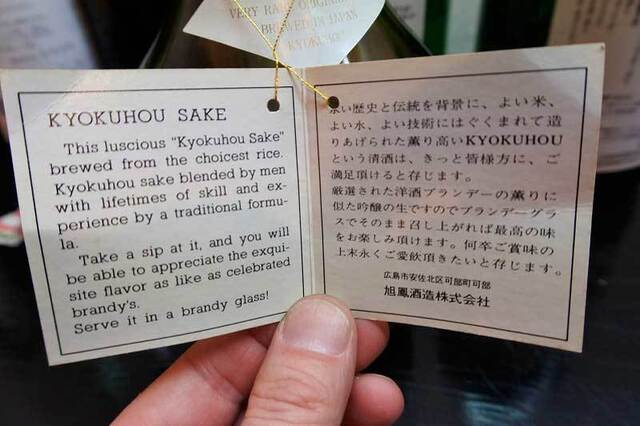 VERY RARE
BREWED IN JAPAN
KYOKUHO
KYOKUHOU SAKE
This luscious "Kyokuhou Sake"
brewed from the choicest rice.
Kyokuhou sake blended by men
with lifetimes of skill and ex-
perience by a traditional formu-
la.
Take a sip at it, and you will
be able to appreciate the exqui-
site flavor as like as celebrated
brandy's.
Serve it in a brandy glass!
い歴史と伝統を背景に、よい米、
よい水、よい技術にはぐくまれて造
りあげられた薫り高いKYOKUHOU
という清酒は、きっと皆様方に、ご
満足頂けると存じます。
厳選された洋酒ブランデーの薫りに
似た吟醸の生ですのでブランデーグラ
スでそのまま召し上がれば最高の味
をお楽しみ頂けます。何卒ご賞味の
上末永くご愛飲頂きたいと存じます。
広島市安佐北区可部町可部
旭鳳酒造株式会社